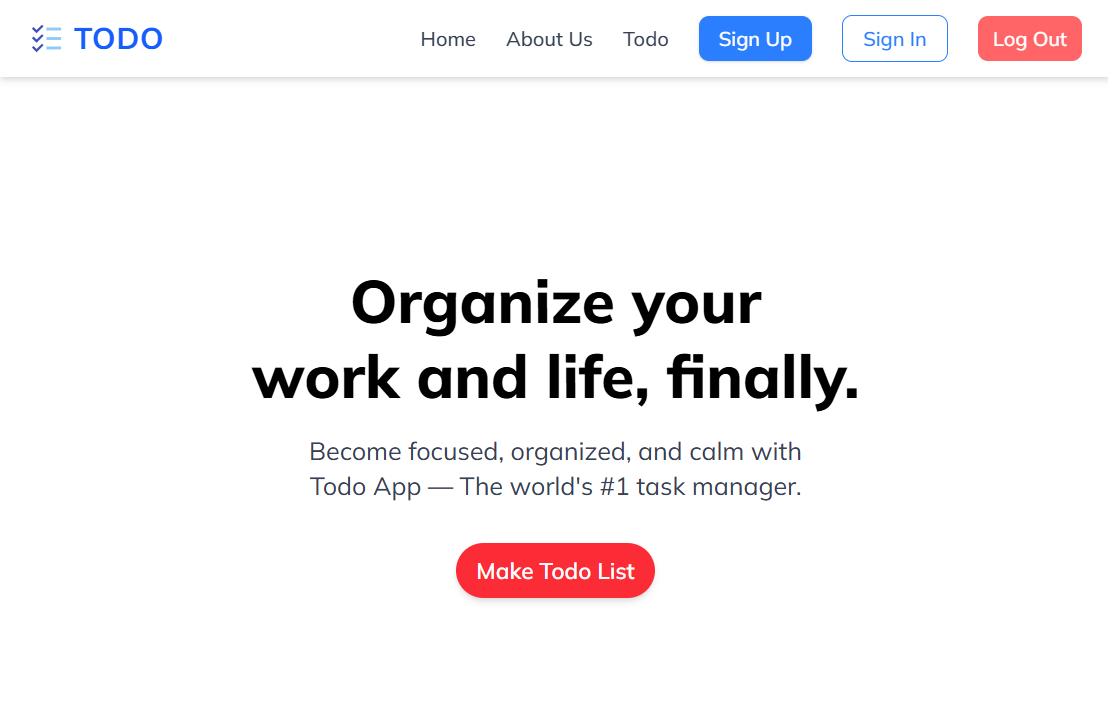 TODO
Home
About Us
Todo
Sign Up
Sign In
Log Out
Organize your
work and life, finally.
Become focused, organized, and calm with
Todo App — The world's #1 task manager.
Make Todo List